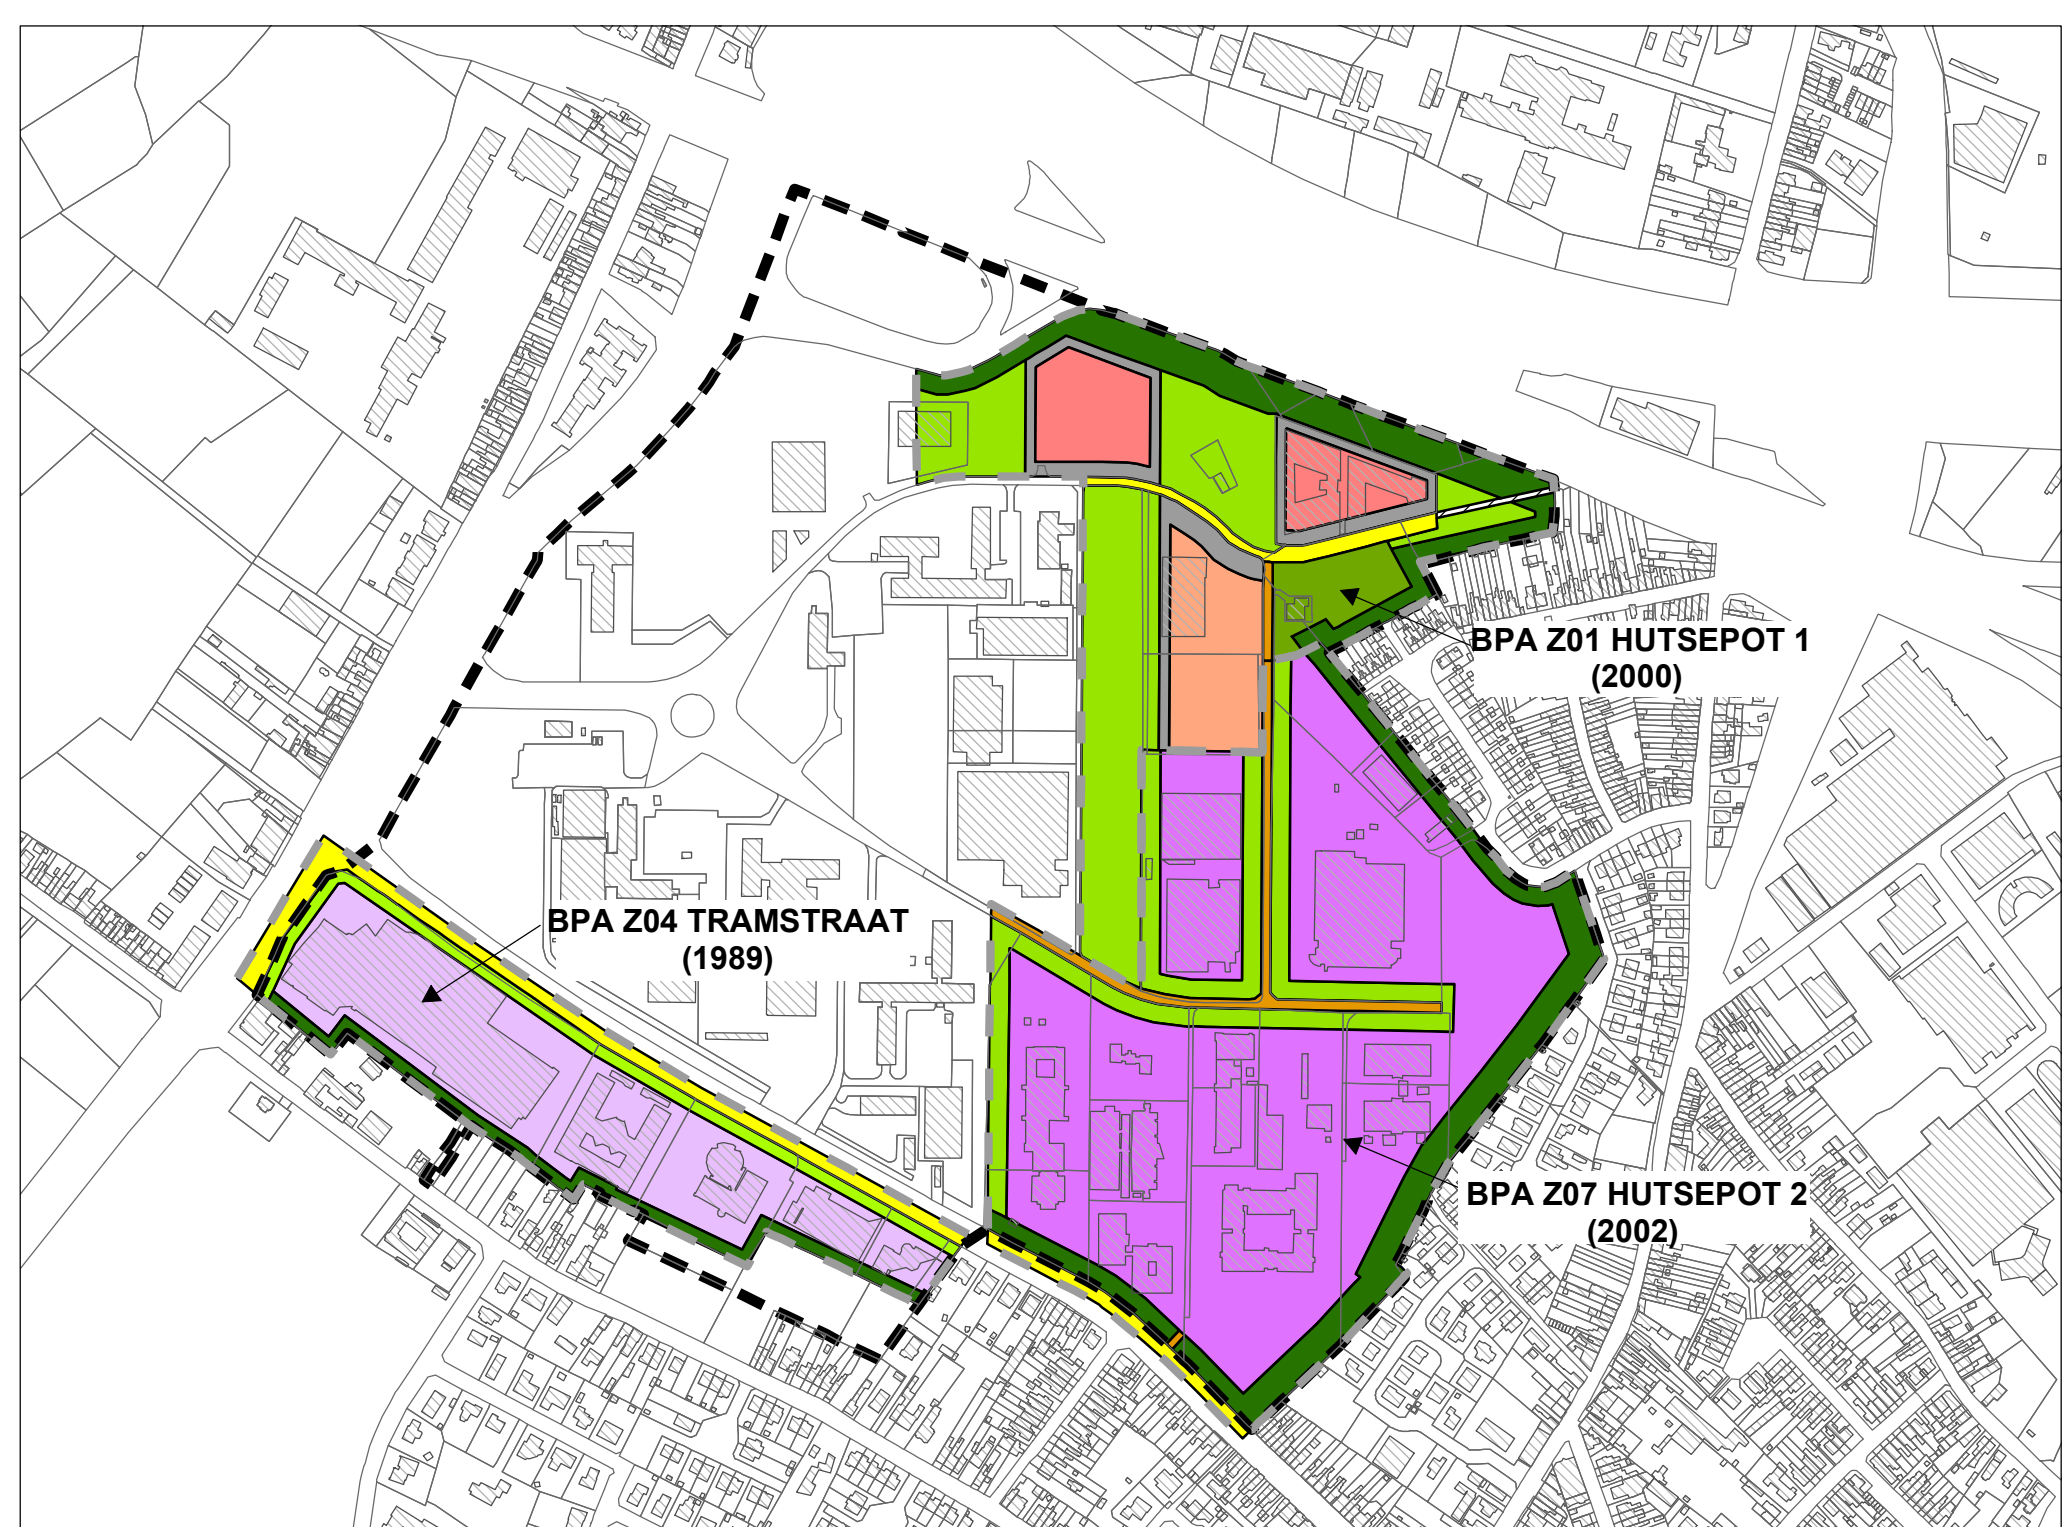 BPA Z01 HUTSEPOT 1
(2000)
BPA Z04 TRAMSTRAAT
(1989)
BPA Z07 HUTSEPOT 2
(2002)